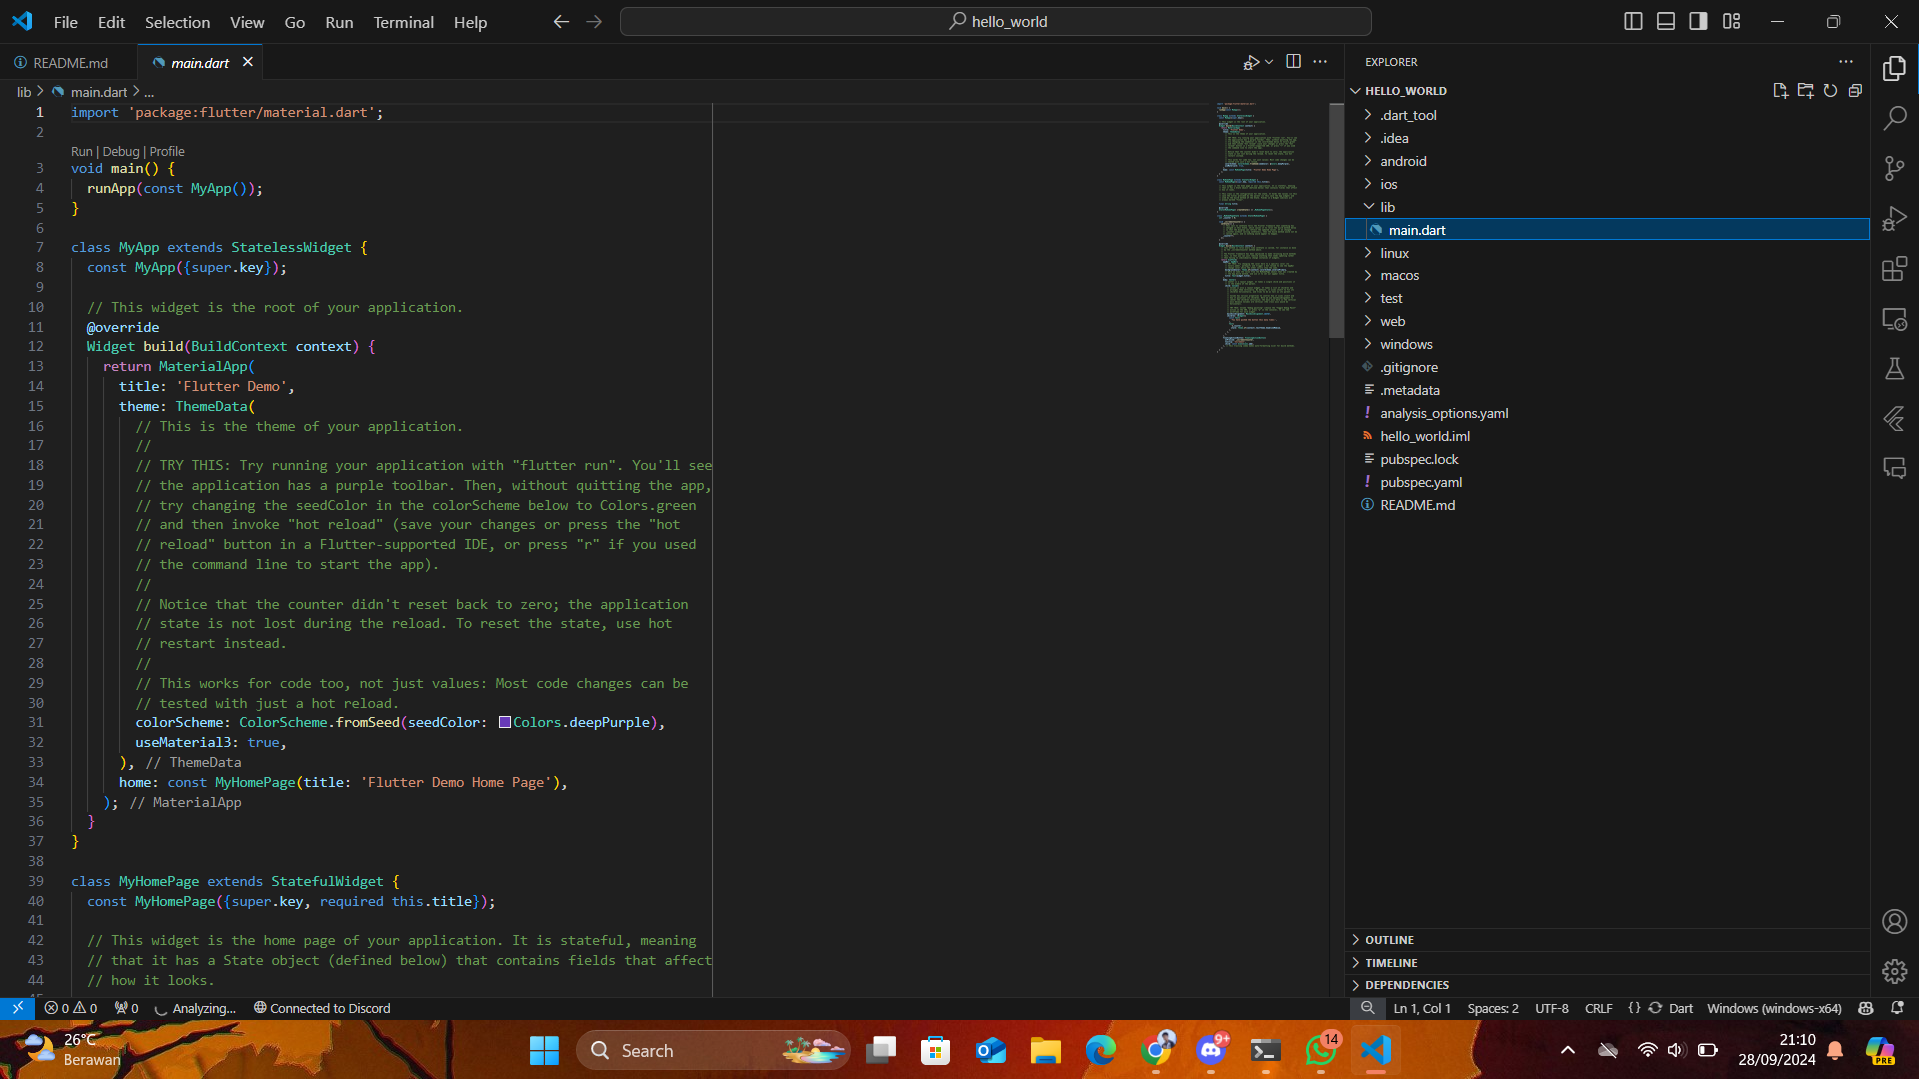 File Edit Selection View Go Run Terminal Help
hello_world
README.md
main.dart
lib > main.dart > ...
1 import 'package:flutter/material.dart';
2
Run | Debug | Profile
3 void main() {
4 runApp(const MyApp());
5 }
6
7 class MyApp extends StatelessWidget {
8 const MyApp({super.key});
9
10 // This widget is the root of your application.
11 @override
12 Widget build(BuildContext context) {
13 return MaterialApp(
14 title: 'Flutter Demo',
15 theme: ThemeData(
16 // This is the theme of your application.
17 //
18 // TRY THIS: Try running your application with "flutter run". You'll see
19 // the application has a purple toolbar. Then, without quitting the app,
20 // try changing the seedColor in the colorScheme below to Colors.green
21 // and then invoke "hot reload" (save your changes or press the "hot
22 // reload" button in a Flutter-supported IDE, or press "r" if you used
23 // the command line to start the app).
24 //
25 // Notice that the counter didn't reset back to zero; the application
26 // state is not lost during the reload. To reset the state, use hot
27 // restart instead.
28 //
29 // This works for code too, not just values: Most code changes can be
30 // tested with just a hot reload.
31 colorScheme: ColorScheme.fromSeed(seedColor: Colors.deepPurple),
32 useMaterial3: true,
33 ), // ThemeData
34 home: const MyHomePage(title: 'Flutter Demo Home Page'),
35 ); // MaterialApp
36 }
37 }
38
39 class MyHomePage extends StatefulWidget {
40 const MyHomePage({super.key, required this.title});
41
42 // This widget is the home page of your application. It is stateful, meaning
43 // that it has a State object (defined below) that contains fields that affect
44 // how it looks.
EXPLORER
HELLO_WORLD
.dart_tool
.idea
android
ios
lib
main.dart
linux
macos
test
web
windows
.gitignore
.metadata
analysis_options.yaml
hello_world.iml
pubspec.lock
pubspec.yaml
README.md
OUTLINE
TIMELINE
DEPENDENCIES
0 0 0 Analyzing... Connected to Discord
Ln 1, Col 1 Spaces: 2 UTF-8 CRLF {} Dart Windows (windows-x64)
26°C
Berawan
Search
9+
14
21:10
28/09/2024
PRE